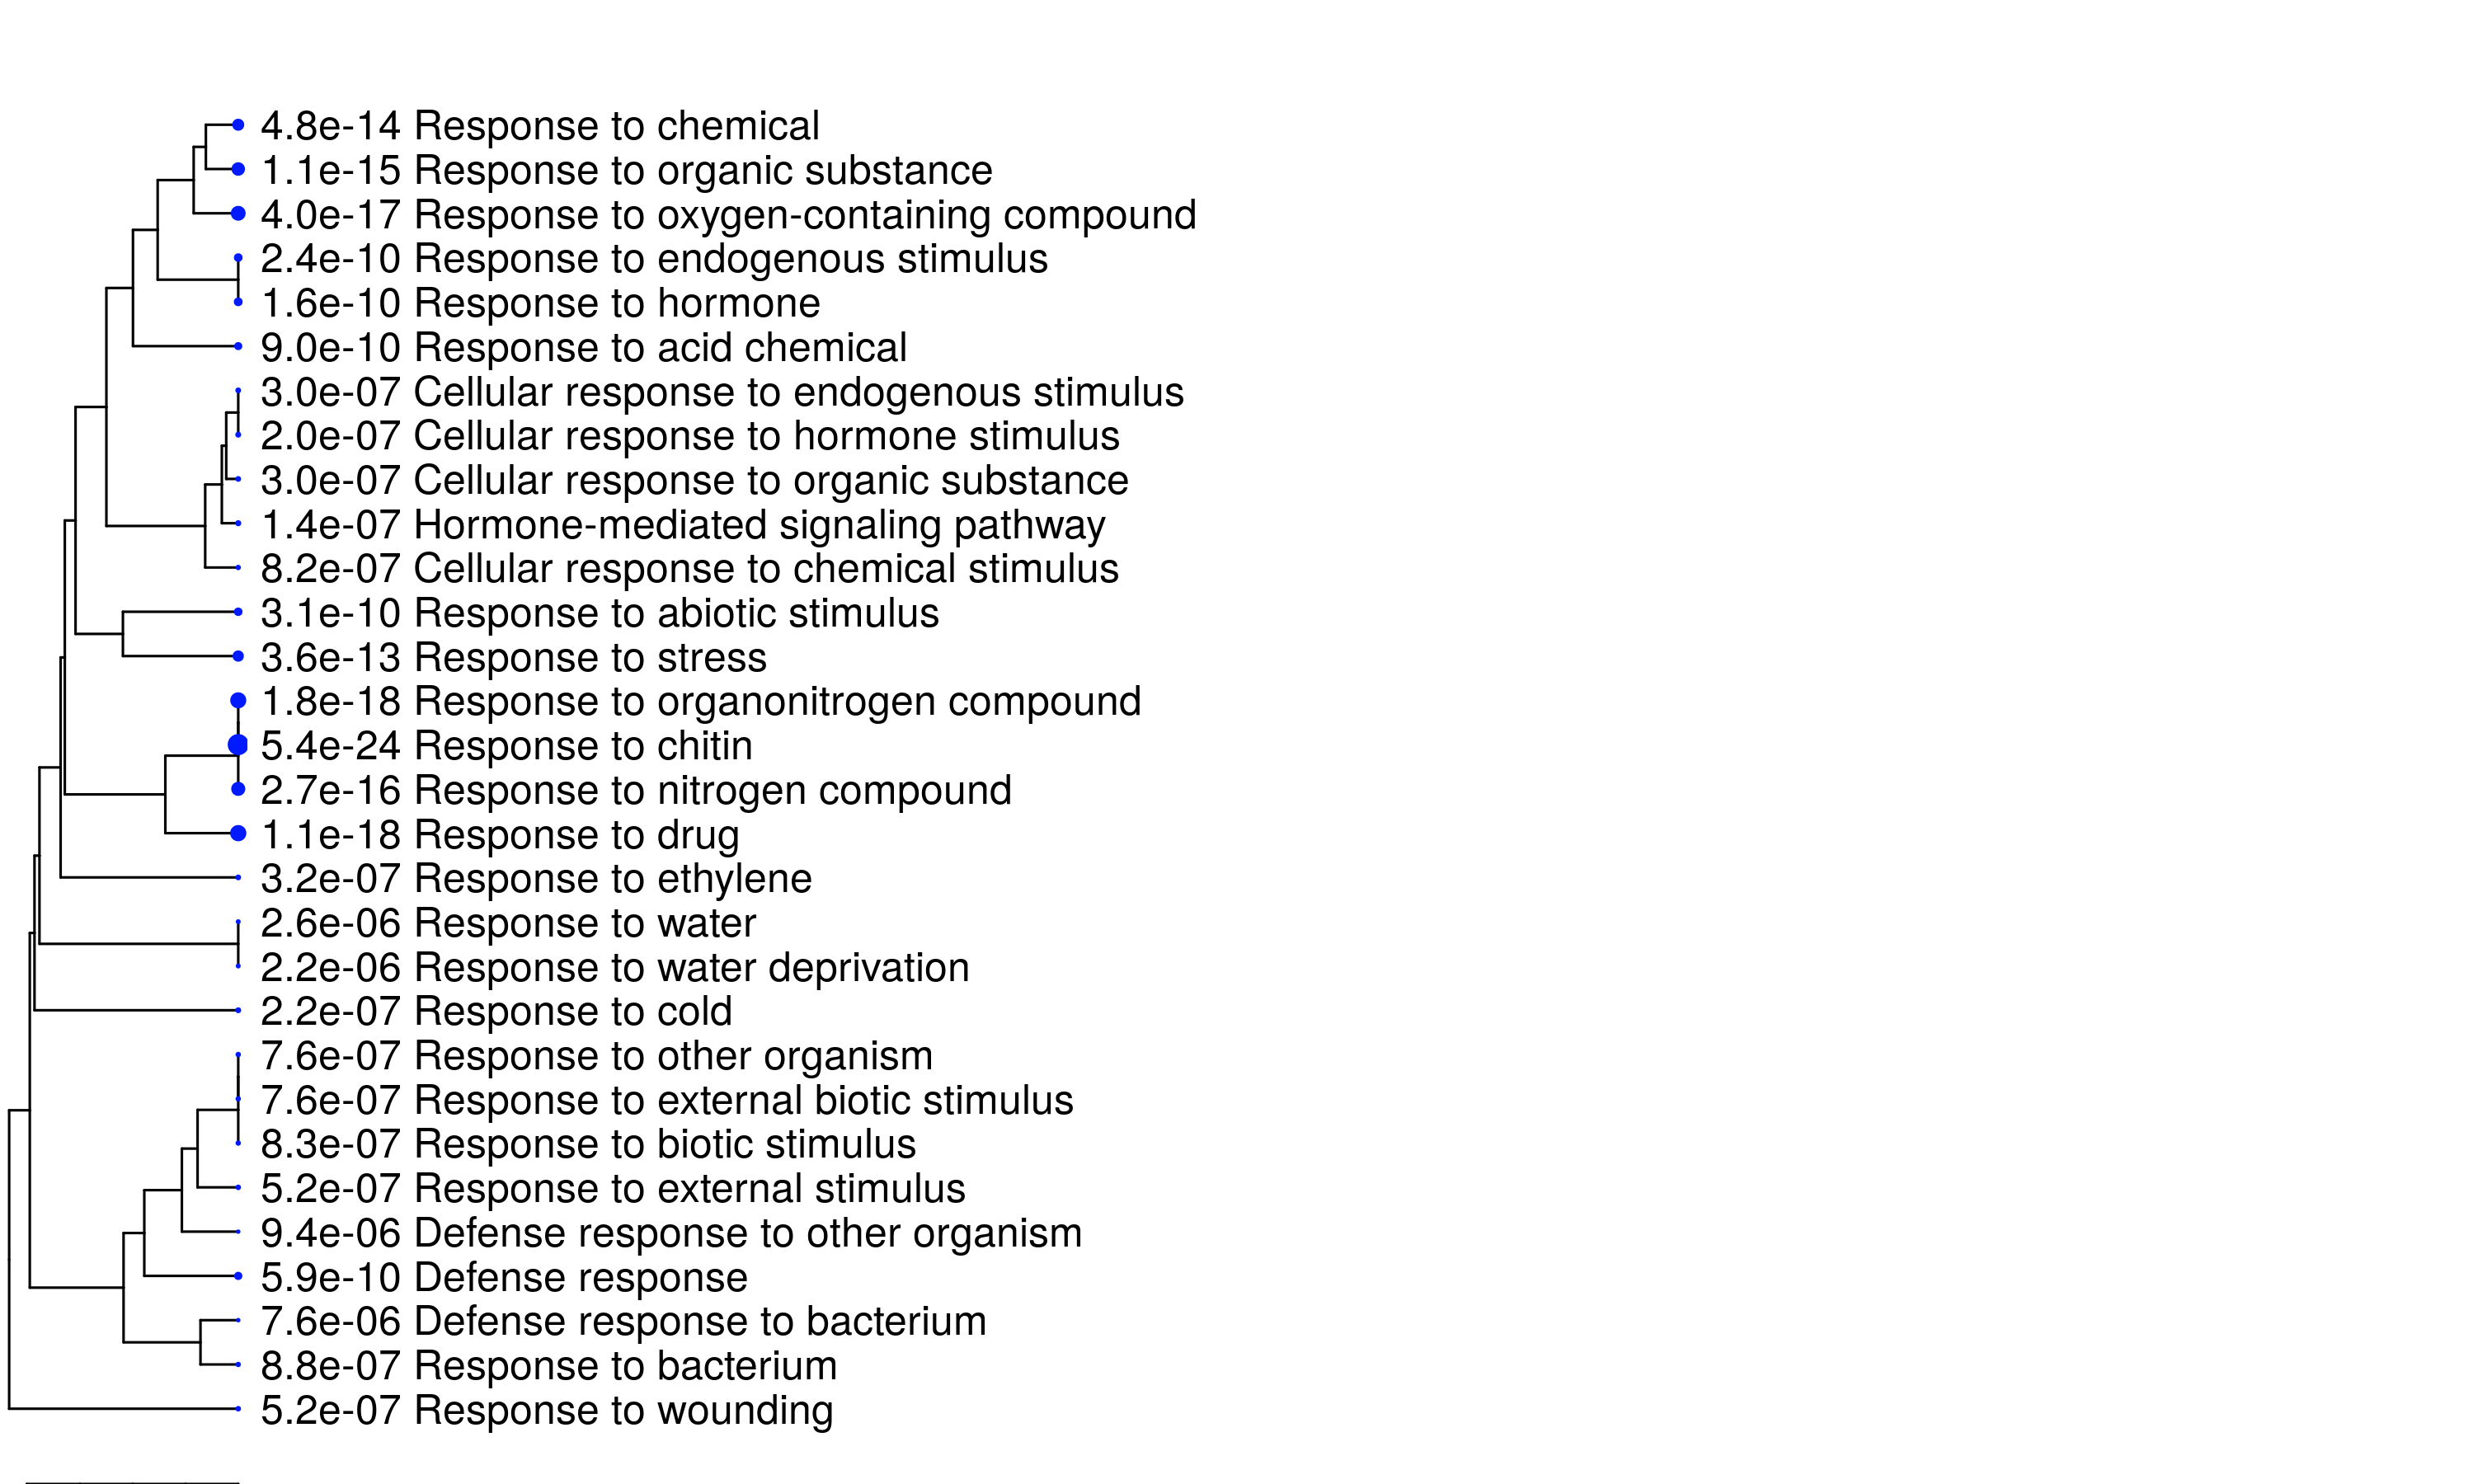 4.8e-14 Response to chemical
1.1e-15 Response to organic substance
4.0e-17 Response to oxygen-containing compound
2.4e-10 Response to endogenous stimulus
1.6e-10 Response to hormone
9.0e-10 Response to acid chemical
3.0e-07 Cellular response to endogenous stimulus
2.0e-07 Cellular response to hormone stimulus
3.0e-07 Cellular response to organic substance
1.4e-07 Hormone-mediated signaling pathway
8.2e-07 Cellular response to chemical stimulus
3.1e-10 Response to abiotic stimulus
3.6e-13 Response to stress
1.8e-18 Response to organonitrogen compound
5.4e-24 Response to chitin
2.7e-16 Response to nitrogen compound
1.1e-18 Response to drug
3.2e-07 Response to ethylene
2.6e-06 Response to water
2.2e-06 Response to water deprivation
2.2e-07 Response to cold
7.6e-07 Response to other organism
7.6e-07 Response to external biotic stimulus
8.3e-07 Response to biotic stimulus
5.2e-07 Response to external stimulus
9.4e-06 Defense response to other organism
5.9e-10 Defense response
7.6e-06 Defense response to bacterium
8.8e-07 Response to bacterium
5.2e-07 Response to wounding